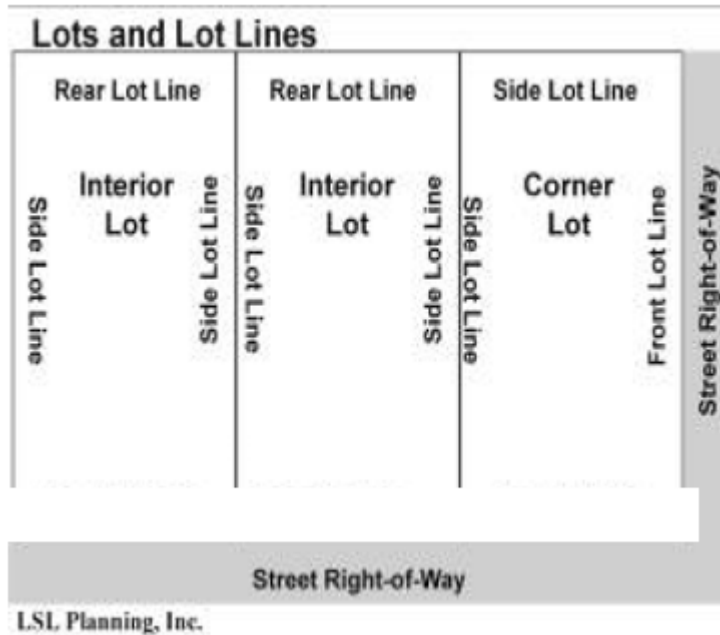 Lots and Lot Lines
Rear Lot Line
Rear Lot Line
Side Lot Line
Interior
Lot
Interior
Lot
Corner
Lot
Side Lot Line
Side Lot Line
Side Lot Line
Side Lot Line
Side Lot Line
Front Lot Line
Street Right-of-Way
Street Right-of-Way
LSL Planning, Inc.